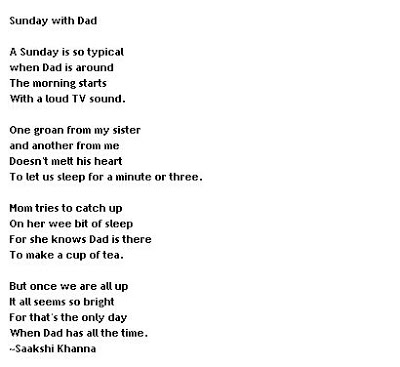 Sunday with Dad
A Sunday is so typical
when Dad is around
The morning starts
With a loud TV sound.
One groan from my sister
and another from me
Doesn't melt his heart
To let us sleep for a minute or three.
Mom tries to catch up
On her wee bit of sleep
For she knows Dad is there
To make a cup of tea.
But once we are all up
It all seems so bright
For that's the only day
When Dad has all the time.
~Saakshi Khanna